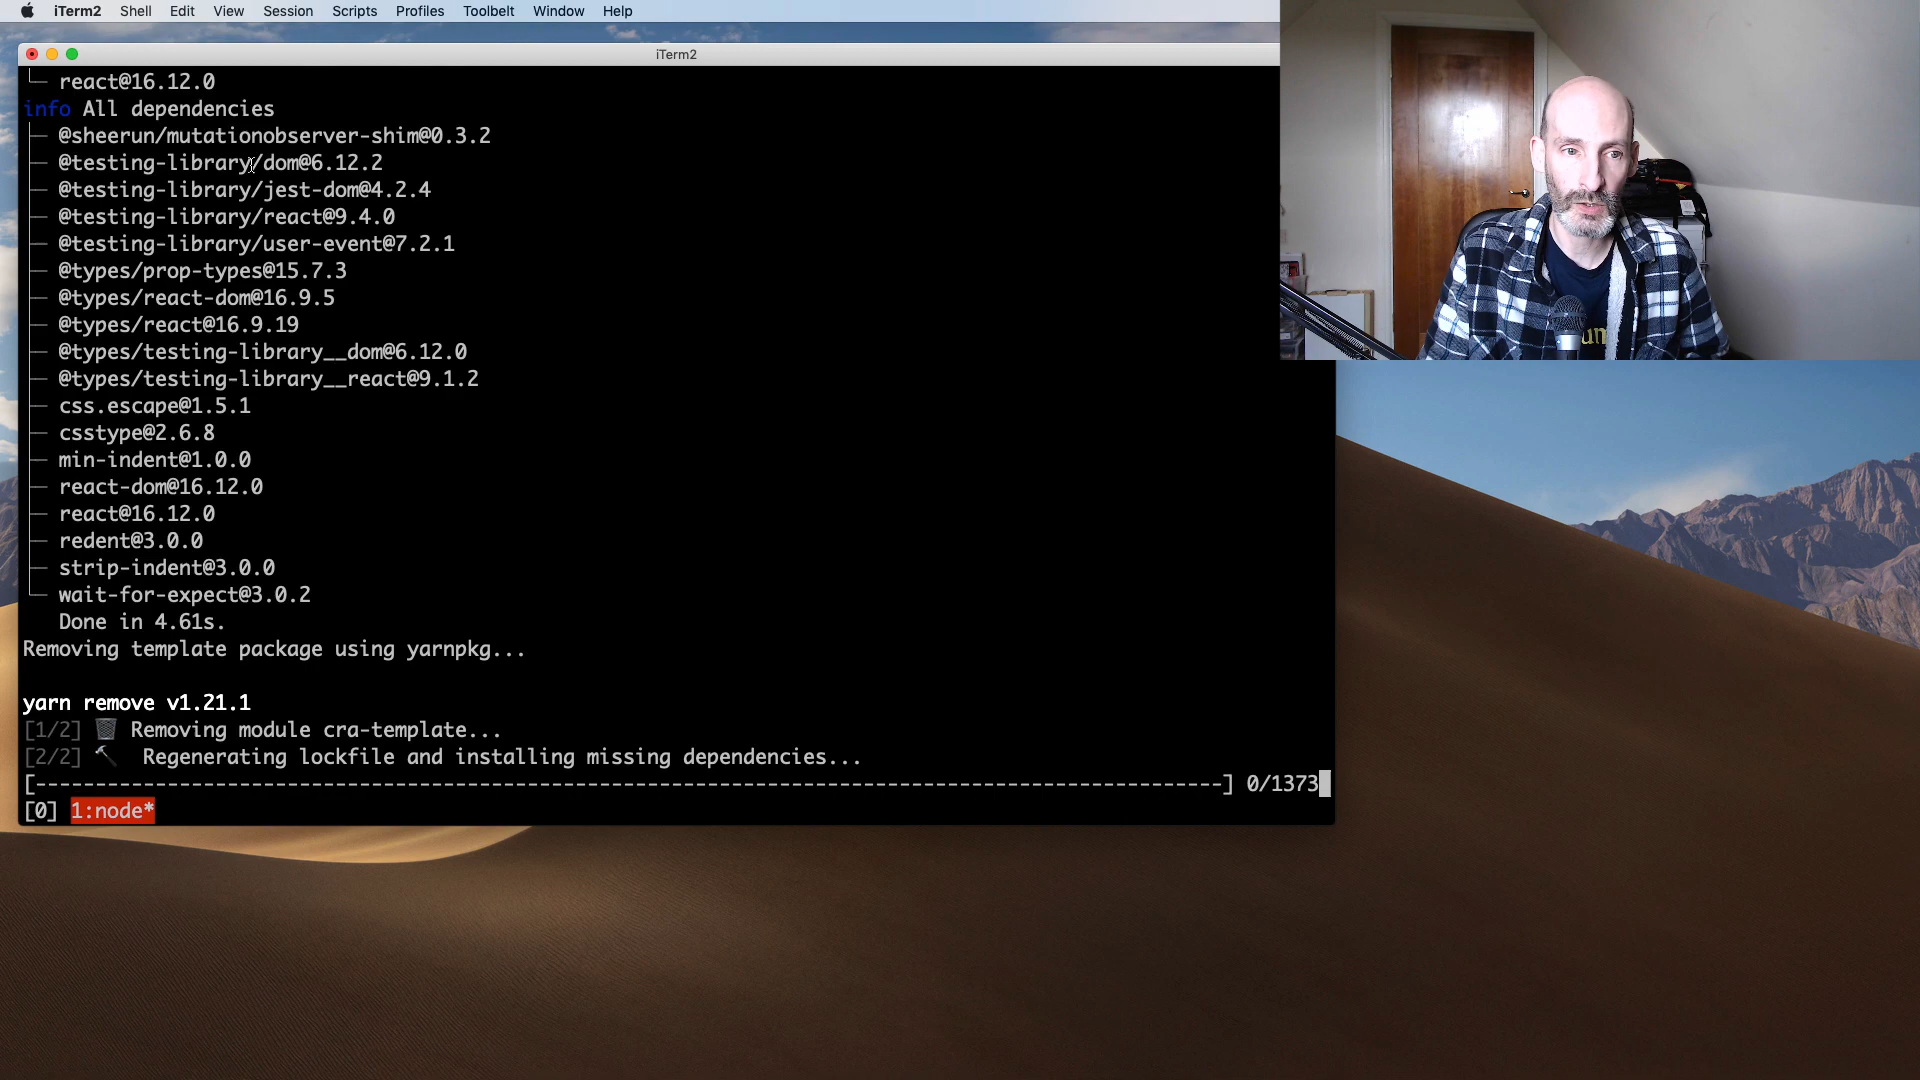 iTerm2 Shell Edit View Session Scripts Profiles Toolbelt Window Help
iTerm2
react@16.12.0
info All dependencies
@sheerun/mutationobserver-shim@0.3.2
@testing-library/dom@6.12.2
@testing-library/jest-dom@4.2.4
@testing-library/react@9.4.0
@testing-library/user-event@7.2.1
@types/prop-types@15.7.3
@types/react-dom@16.9.5
@types/react@16.9.19
@types/testing-library__dom@6.12.0
@types/testing-library__react@9.1.2
css.escape@1.5.1
csstype@2.6.8
min-indent@1.0.0
react-dom@16.12.0
react@16.12.0
redent@3.0.0
strip-indent@3.0.0
wait-for-expect@3.0.2
Done in 4.61s.
Removing template package using yarnpkg...
yarn remove v1.21.1
[1/2] 🗑 Removing module cra-template...
[2/2] 🔨 Regenerating lockfile and installing missing dependencies...
[----------------------------------------------------------------------------------------------------] 0/1373
[0] 1:node*